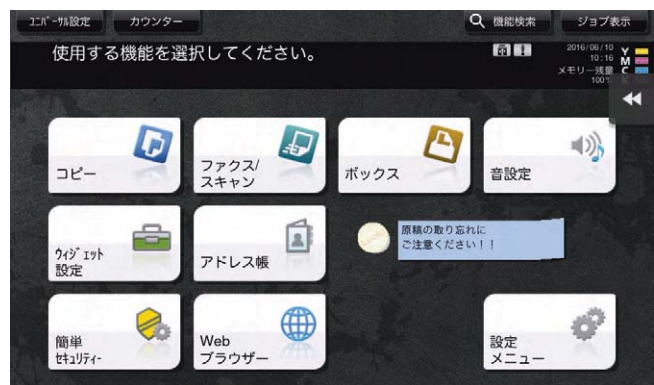 ﾕﾆﾊﾞｰｻﾙ設定
カウンター
機能検索
ジョブ表示
使用する機能を選択してください。
2016/06/10
10:16
メモリー残量
100%
Y
M
C
K
コピー
ファクス/
スキャン
ボックス
音設定
ｳｨｼﾞｪｯﾄ
設定
アドレス帳
原稿の取り忘れに
ご注意ください！！
簡単
ｾｷｭﾘﾃｨｰ
Web
ブラウザー
設定
メニュー